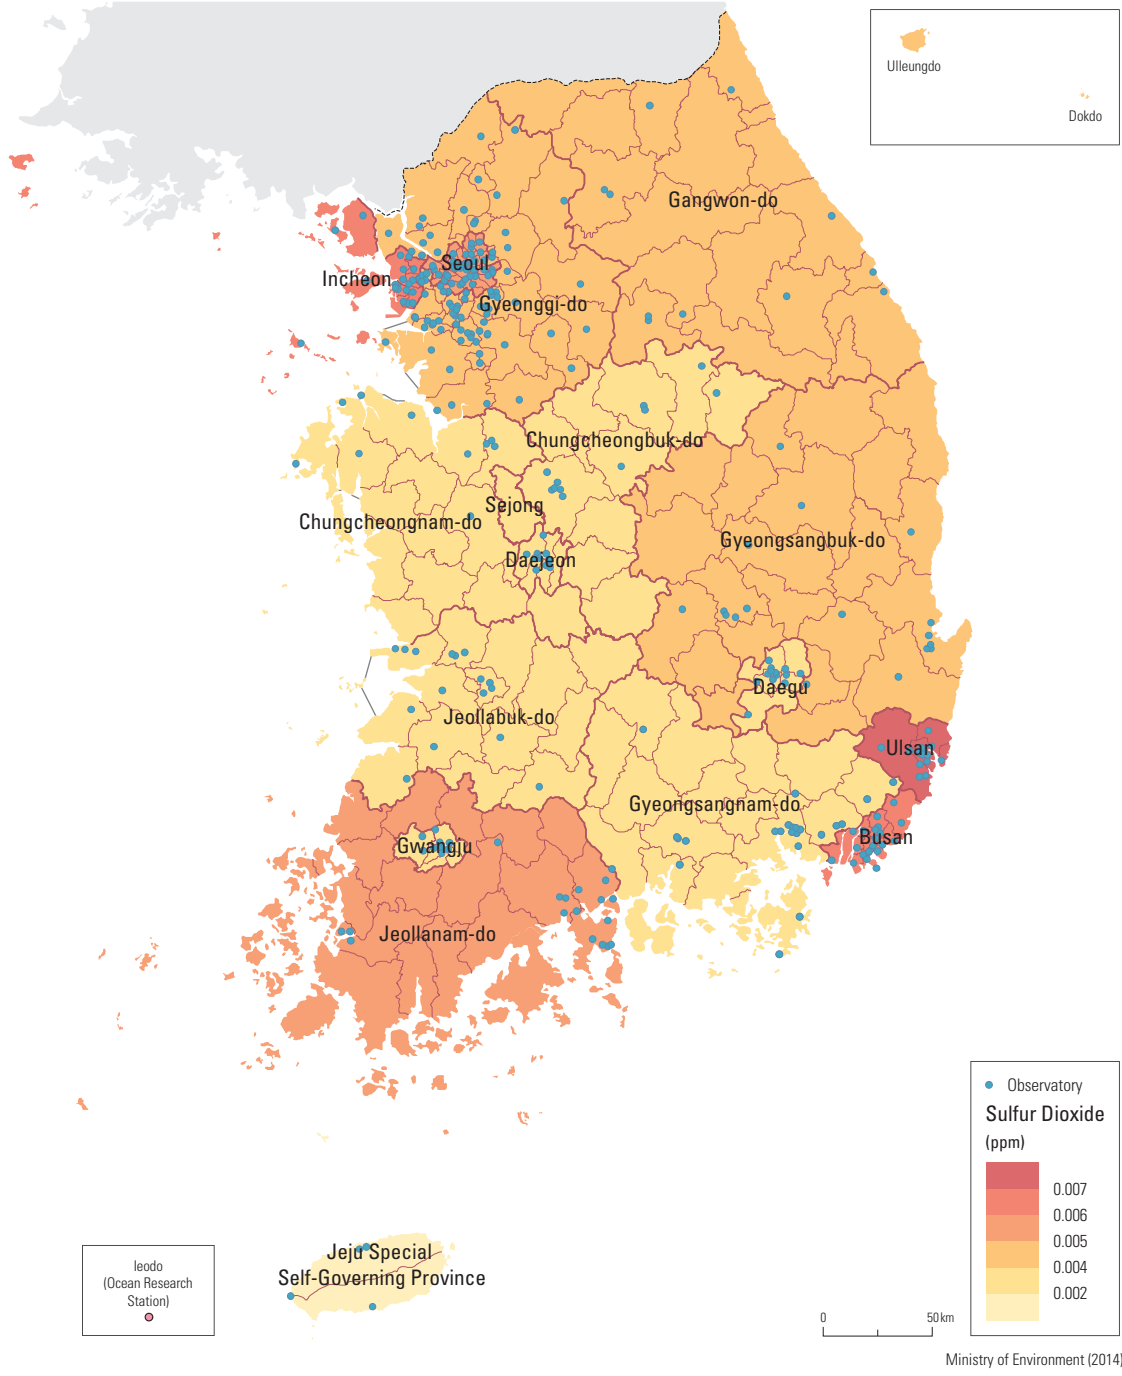 Ulleungdo
Dokdo
Gangwon-do
Seoul
Incheon
Gyeonggi-do
Chungcheongbuk-do
Sejong
Chungcheongnam-do
Gyeongsangbuk-do
Daejeon
Daegu
Jeollabuk-do
Ulsan
Gyeongsangnam-do
Busan
Gwangju
Jeollanam-do
Observatory
Sulfur Dioxide
(ppm)
0.007
0.006
0.005
0.004
0.002
Jeju Special
Self-Governing Province
Ieodo
(Ocean Research
Station)
0 50 km
Ministry of Environment (2014)